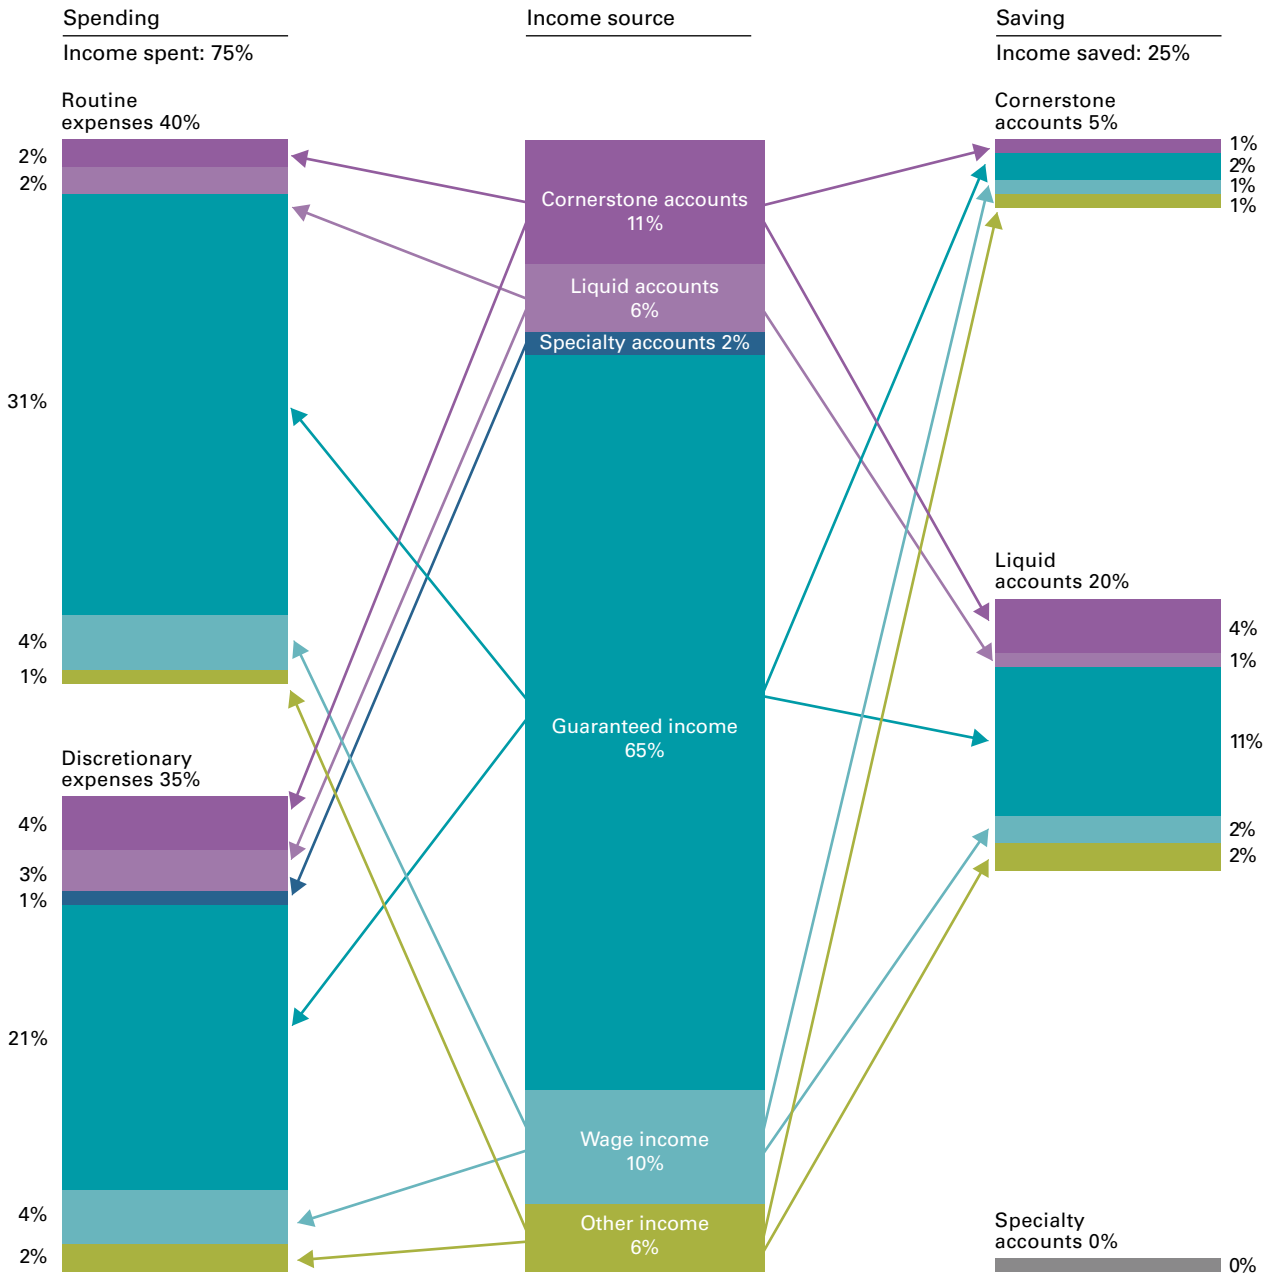 Spending
Income spent: 75%
Routine
expenses 40%
2%
2%
31%
4%
1%
Discretionary
expenses 35%
4%
3%
1%
21%
4%
2%
Income source
Cornerstone accounts
11%
Liquid accounts
6%
Specialty accounts 2%
Guaranteed income
65%
Wage income
10%
Other income
6%
Saving
Income saved: 25%
Cornerstone
accounts 5%
1%
2%
1%
1%
Liquid
accounts 20%
4%
1%
11%
2%
2%
Specialty
accounts 0%
0%